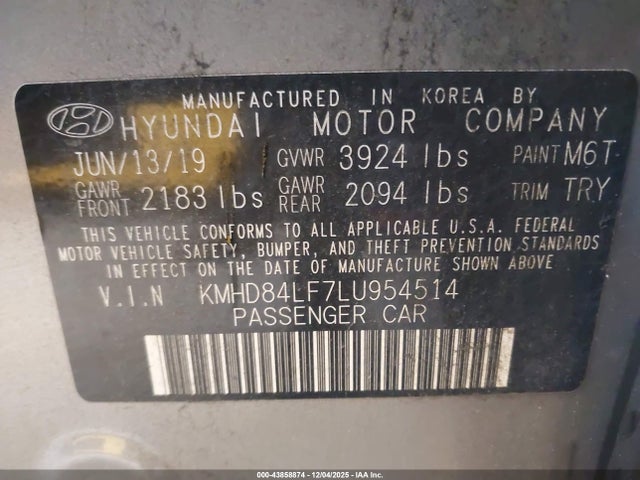 MANUFACTURED IN KOREA BY
HYUNDAI MOTOR COMPANY
JUN/13/19 GVWR 3924 lbs PAINT M6T
GAWR FRONT 2183 lbs GAWR REAR 2094 lbs TRIM TRY
THIS VEHICLE CONFORMS TO ALL APPLICABLE U.S.A. FEDERAL
MOTOR VEHICLE SAFETY, BUMPER, AND THEFT PREVENTION STANDARDS
IN EFFECT ON THE DATE OF MANUFACTURE SHOWN ABOVE
V.I.N KMHD84LF7LU954514
PASSENGER CAR
000-43858874 | 12/04/2025 - IAA Inc.